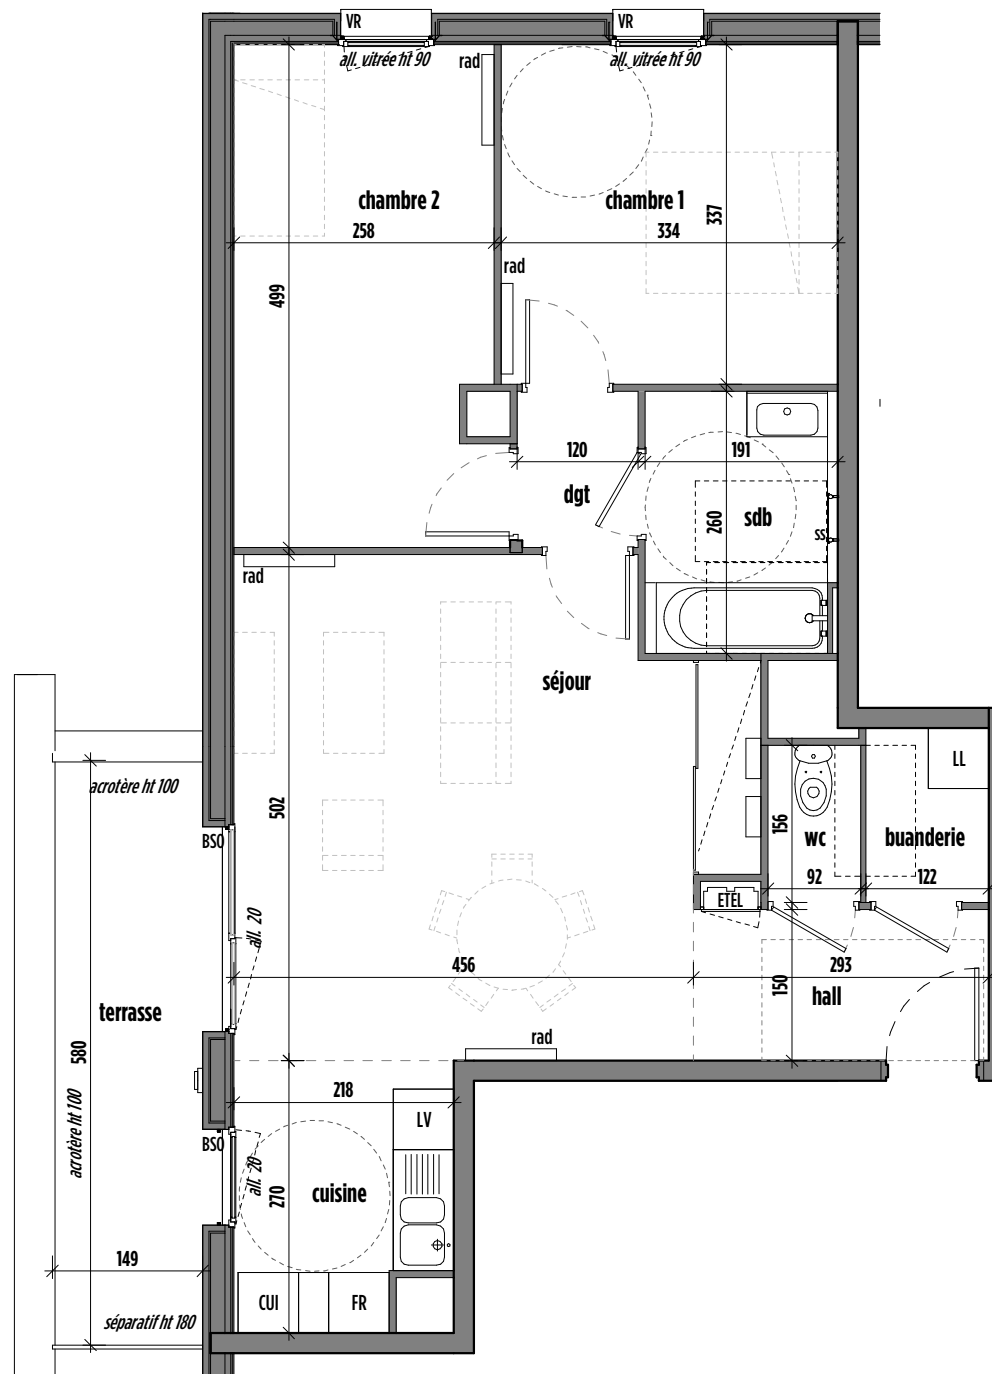 VR
VR
all. vitrée ht 90
all. vitrée ht 90
rad
chambre 2
chambre 1
337
258
334
rad
499
120
191
dgt
sdb
260
ss
rad
séjour
LL
acrotère ht 100
502
BSO
156
wc
buanderie
92
122
ETEL
all. 20
456
293
150
hall
terrasse
580
rad
acrotère ht 100
218
LV
BSO
all. 20
270
cuisine
149
CUI
FR
séparatif ht 180